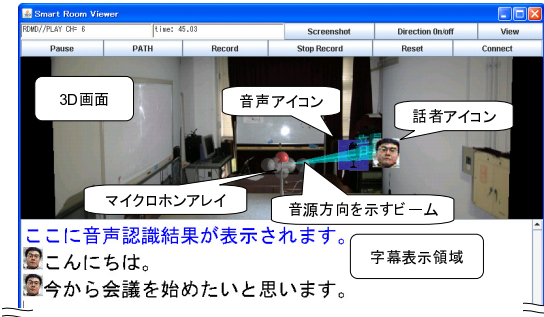 Smart Room Viewer
RDMD//PLAY CH= 6 time: 45.03 Screenshot Direction On/off View
Pause PATH Record Stop Record Reset Connect
3D画面
音声アイコン
話者アイコン
マイクロホンアレイ
音源方向を示すビーム
ここに音声認識結果が表示されます。
字幕表示領域
こんにちは。
今から会議を始めたいと思います。